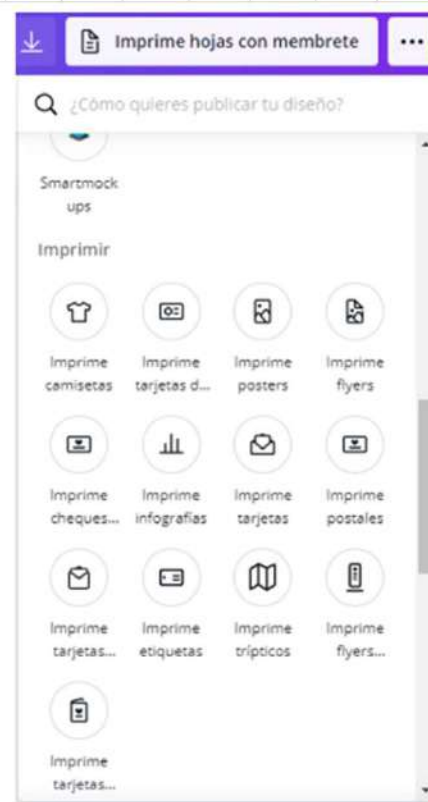 Imprime hojas con membrete
¿Cómo quieres publicar tu diseño?
Smartmock
ups
Imprimir
Imprime camisetas
Imprime tarjetas d...
Imprime posters
Imprime flyers
Imprime cheques...
Imprime infografías
Imprime tarjetas
Imprime postales
Imprime tarjetas...
Imprime etiquetas
Imprime trípticos
Imprime flyers...
Imprime tarjetas...